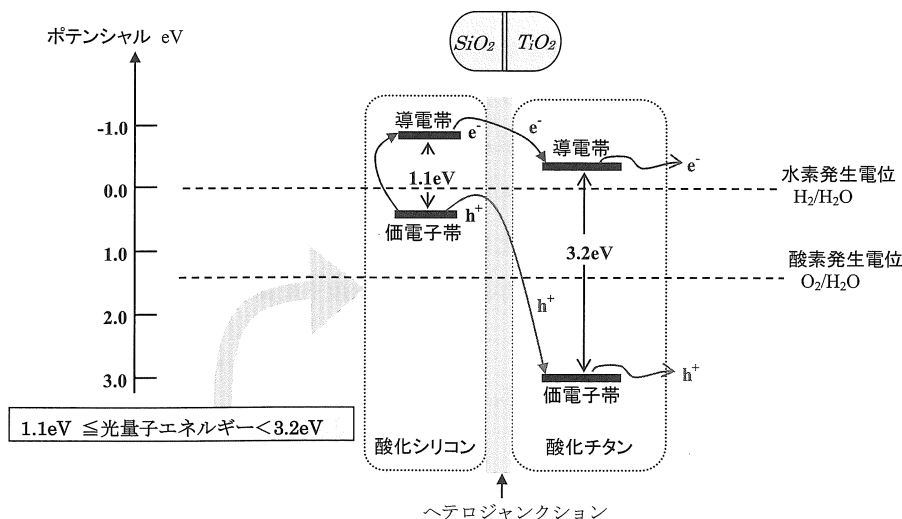 ポテンシャル eV
SiO2
TiO2
-1.0
0.0
1.0
2.0
3.0
導電帯
e-
e-
1.1eV
h+
価電子帯
導電帯
e-
3.2eV
h+
h+
価電子帯
水素発生電位
H2/H2O
酸素発生電位
O2/H2O
1.1eV ≦光量子エネルギー<3.2eV
酸化シリコン
酸化チタン
ヘテロジャンクション